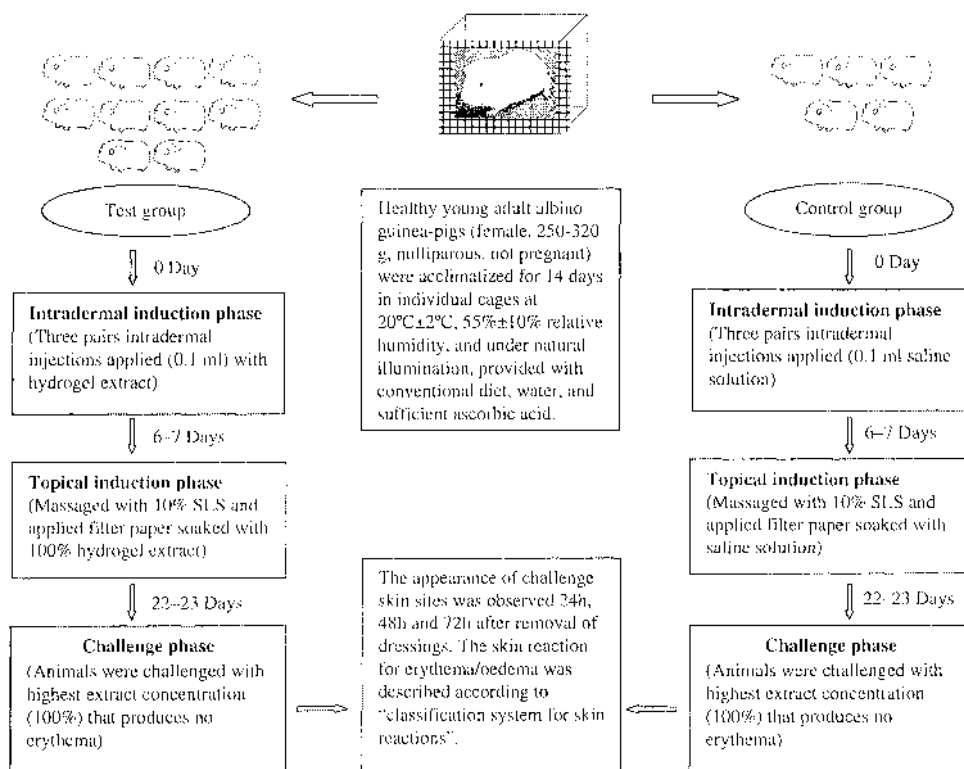 Test group
0 Day
Intradermal induction phase
(Three pairs intradermal
injections applied (0.1 ml) with
hydrogel extract)
6–7 Days
Topical induction phase
(Massaged with 10% SLS and
applied filter paper soaked with
100% hydrogel extract)
22–23 Days
Challenge phase
(Animals were challenged with
highest extract concentration
(100%) that produces no
erythema)
Healthy young adult albino
guinea-pigs (female, 250-320
g, nulliparous, not pregnant)
were acclimatized for 14 days
in individual cages at
20°C±2°C, 55%±10% relative
humidity, and under natural
illumination, provided with
conventional diet, water, and
sufficient ascorbic acid.
The appearance of challenge
skin sites was observed 24h,
48h and 72h after removal of
dressings. The skin reaction
for erythema/oedema was
described according to
“classification system for skin
reactions”.
Control group
0 Day
Intradermal induction phase
(Three pairs intradermal
injections applied (0.1 ml saline
solution)
6–7 Days
Topical induction phase
(Massaged with 10% SLS and
applied filter paper soaked with
saline solution)
22–23 Days
Challenge phase
(Animals were challenged with
highest extract concentration
(100%) that produces no
erythema)